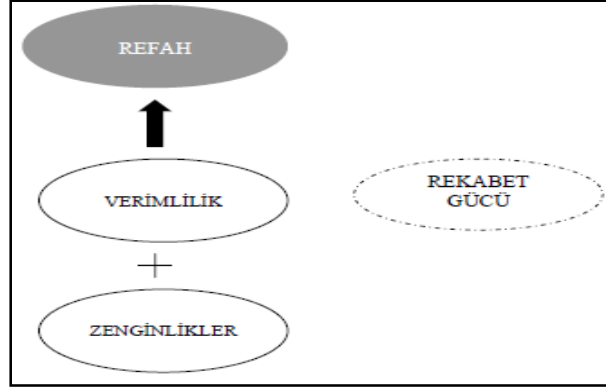 REFAH
VERİMLİLİK
REKABET
GÜCÜ
+
ZENGİNLİKLER